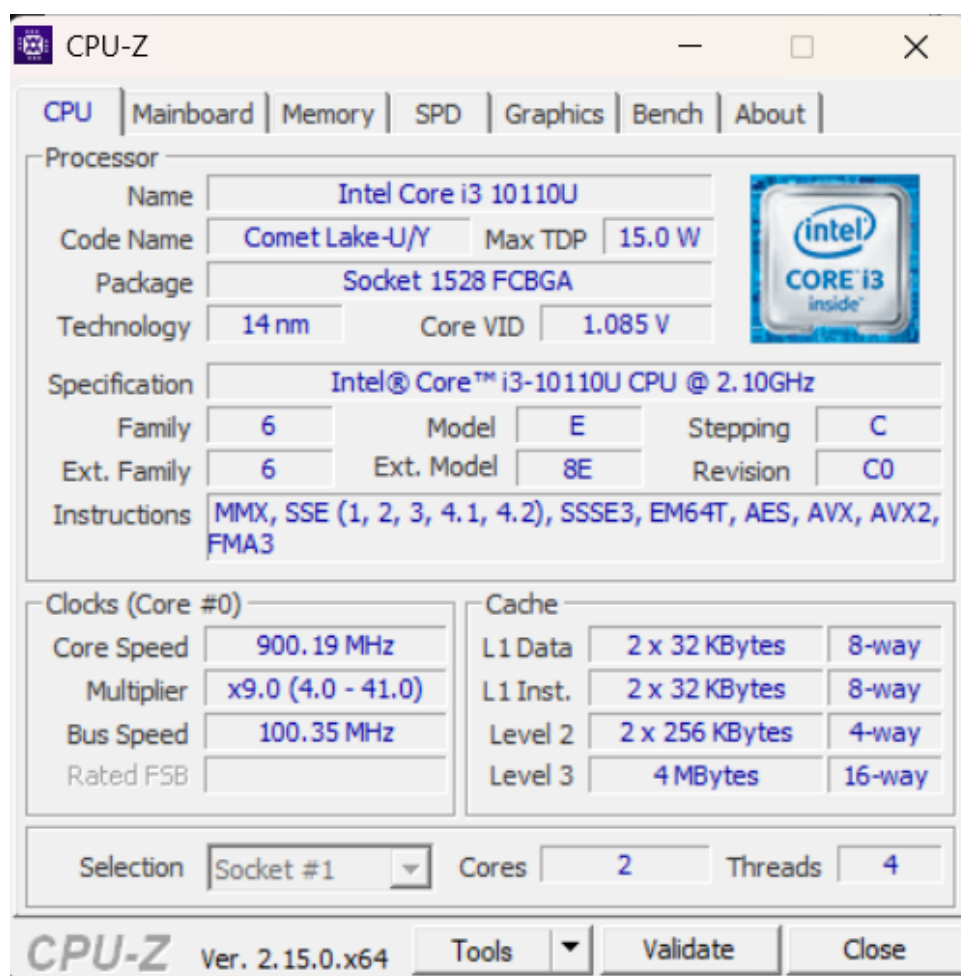 CPU-Z
CPU Mainboard Memory SPD Graphics Bench About
Processor
Name Intel Core i3 10110U
Code Name Comet Lake-U/Y Max TDP 15.0 W
Package Socket 1528 FCBGA
Technology 14 nm Core VID 1.085 V
intel
CORE i3
inside
Specification Intel® Core™ i3-10110U CPU @ 2.10GHz
Family 6 Model E Stepping C
Ext. Family 6 Ext. Model 8E Revision C0
Instructions MMX, SSE (1, 2, 3, 4.1, 4.2), SSSE3, EM64T, AES, AVX, AVX2,
FMA3
Clocks (Core #0) Cache
Core Speed 900.19 MHz L1 Data 2 x 32 KBytes 8-way
Multiplier x9.0 (4.0 - 41.0) L1 Inst. 2 x 32 KBytes 8-way
Bus Speed 100.35 MHz Level 2 2 x 256 KBytes 4-way
Rated FSB Level 3 4 MBytes 16-way
Selection Socket #1 Cores 2 Threads 4
CPU-Z Ver. 2.15.0.x64 Tools Validate Close